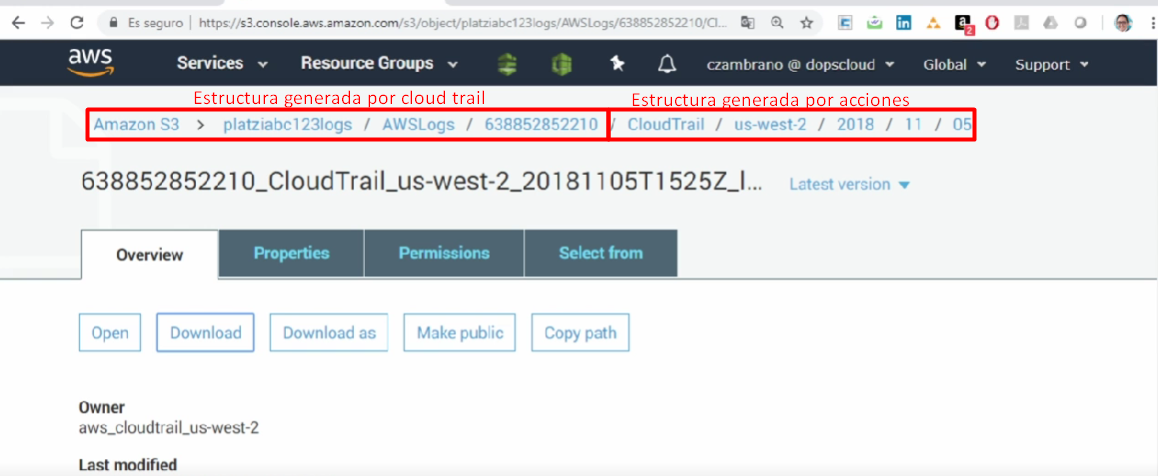 Es seguro | https://s3.console.aws.amazon.com/s3/object/platziabc123logs/AWSLogs/638852852210/Cl...
a 2
aws Services Resource Groups czambrano @ dopscloud Global Support
Estructura generada por cloud trail Estructura generada por acciones
Amazon S3 > platziabc123logs / AWSLogs / 638852852210 / CloudTrail / us-west-2 / 2018 / 11 / 05
638852852210_CloudTrail_us-west-2_20181105T1525Z_l... Latest version
Overview Properties Permissions Select from
Open Download Download as Make public Copy path
Owner
aws_cloudtrail_us-west-2
Last modified